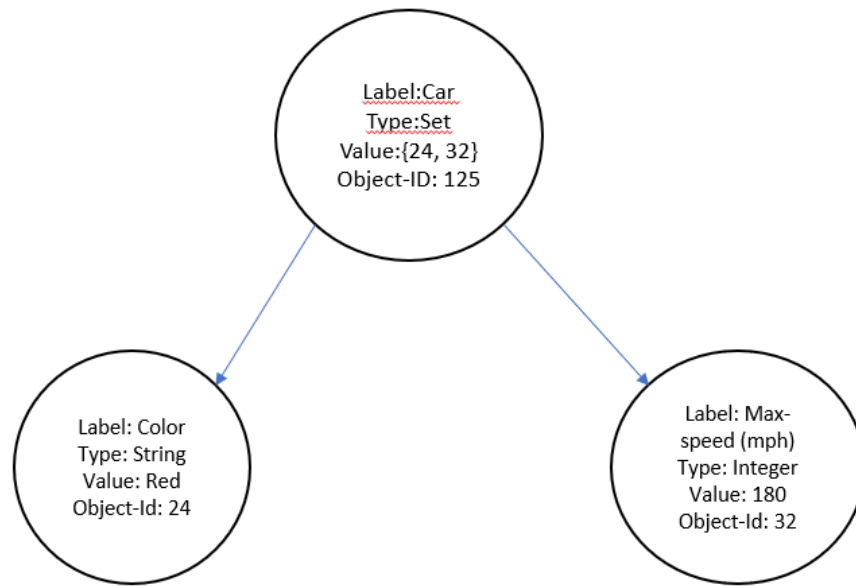 Label:Car
Type:Set
Value:{24, 32}
Object-ID: 125
Label: Color
Type: String
Value: Red
Object-Id: 24
Label: Max-
speed (mph)
Type: Integer
Value: 180
Object-Id: 32